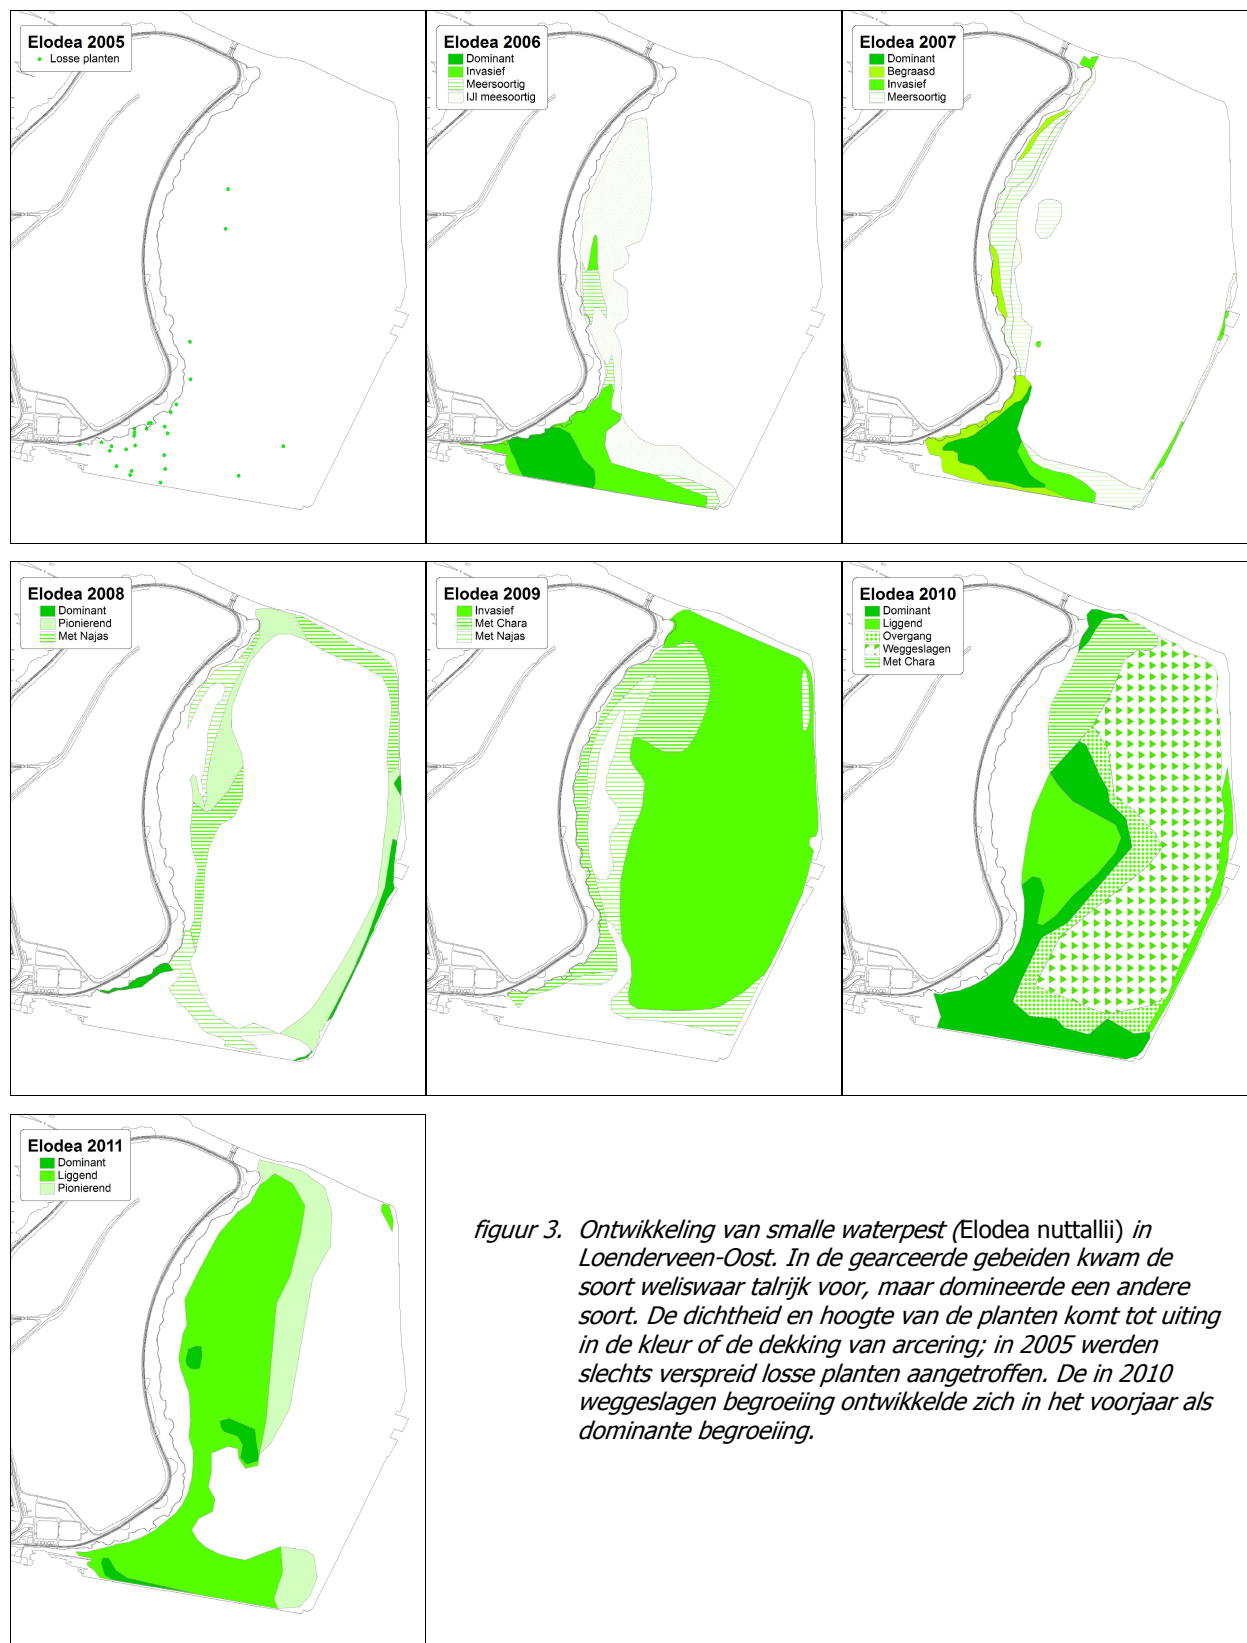 Elodea 2005
Losse planten
Elodea 2006
Dominant
Invasief
Meersoortig
IJl meesoortig
Elodea 2007
Dominant
Begraasd
Invasief
Meersoortig
Elodea 2008
Dominant
Pionierend
Met Najas
Elodea 2009
Invasief
Met Chara
Met Najas
Elodea 2010
Dominant
Liggend
Overgang
Weggeslagen
Met Chara
Elodea 2011
Dominant
Liggend
Pionierend
figuur 3. Ontwikkeling van smalle waterpest (Elodea nuttallii) in
Loenderveen-Oost. In de gearceerde gebeiden kwam de
soort weliswaar talrijk voor, maar domineerde een andere
soort. De dichtheid en hoogte van de planten komt tot uiting
in de kleur of de dekking van arcering; in 2005 werden
slechts verspreid losse planten aangetroffen. De in 2010
weggeslagen begroeiing ontwikkelde zich in het voorjaar als
dominante begroeiing.